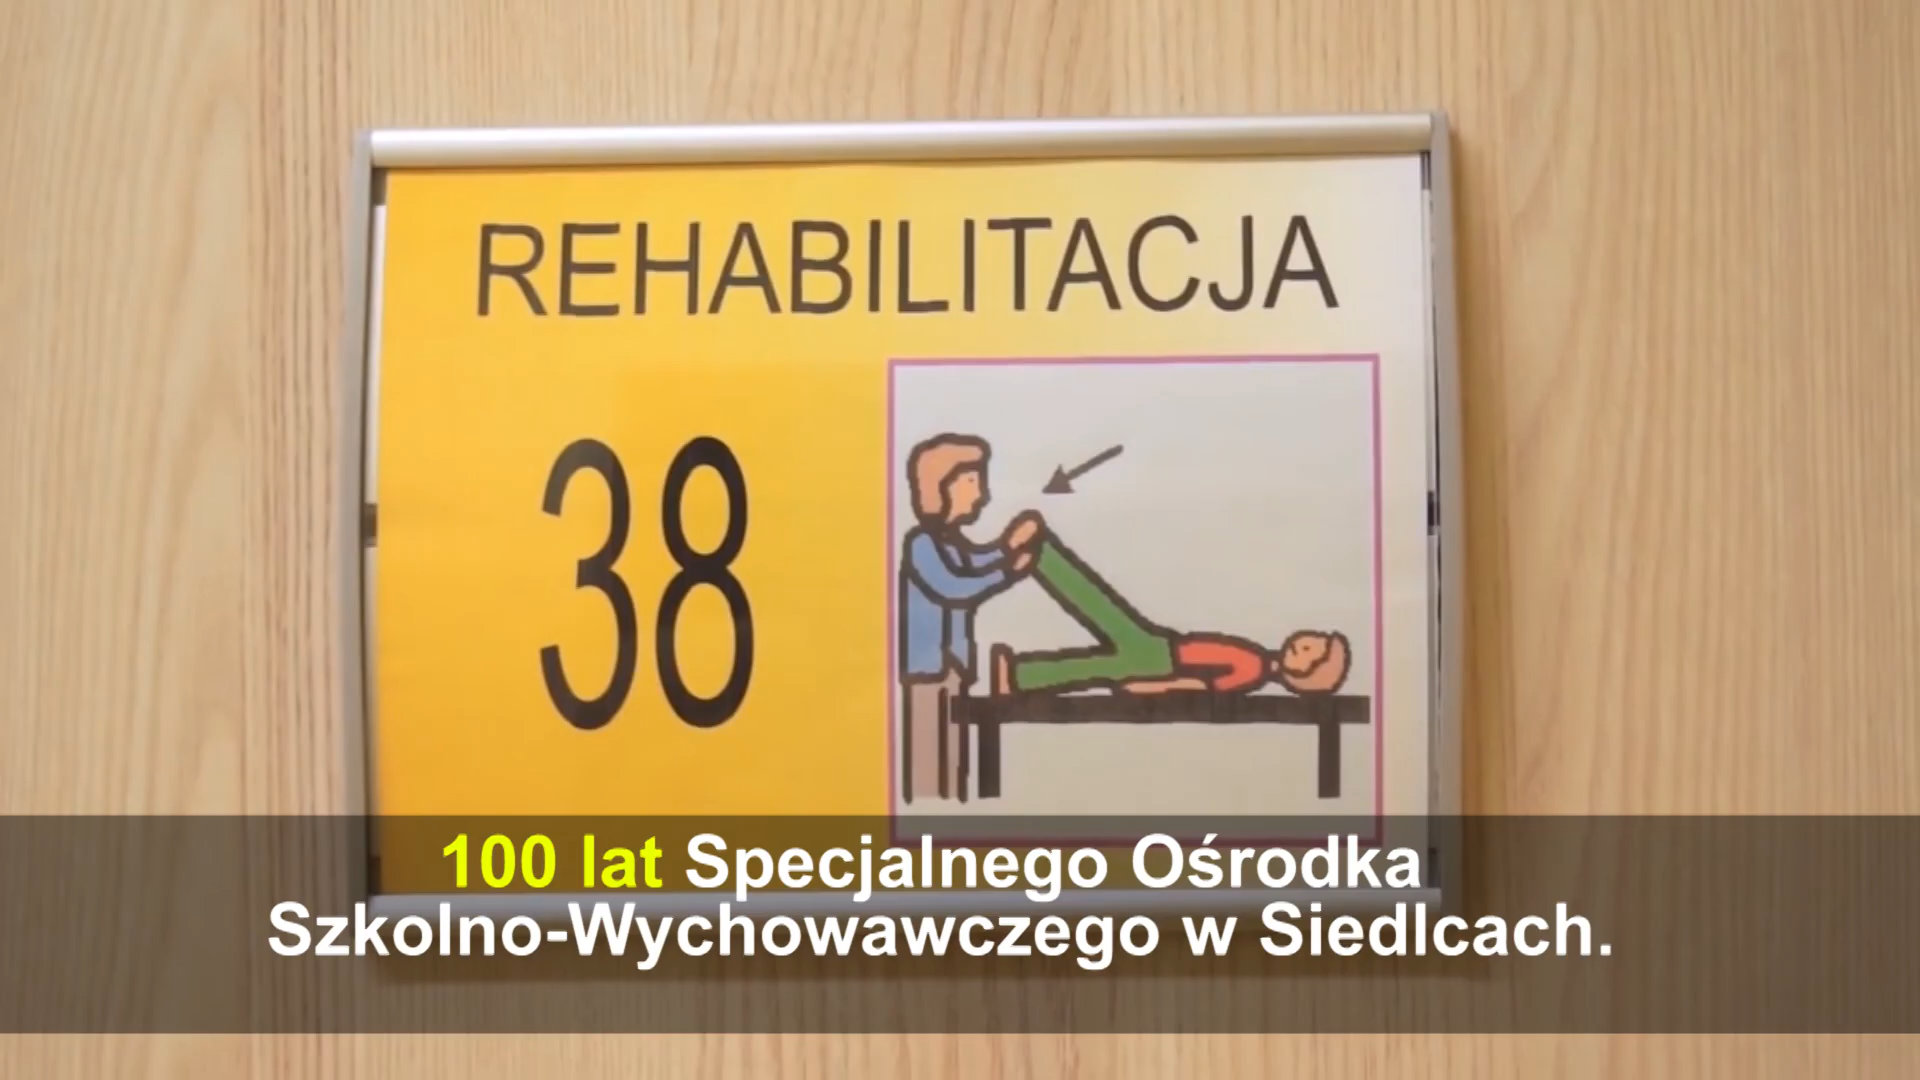 REHABILITACJA
38
100 lat Specjalnego Ośrodka
Szkolno-Wychowawczego w Siedlcach.